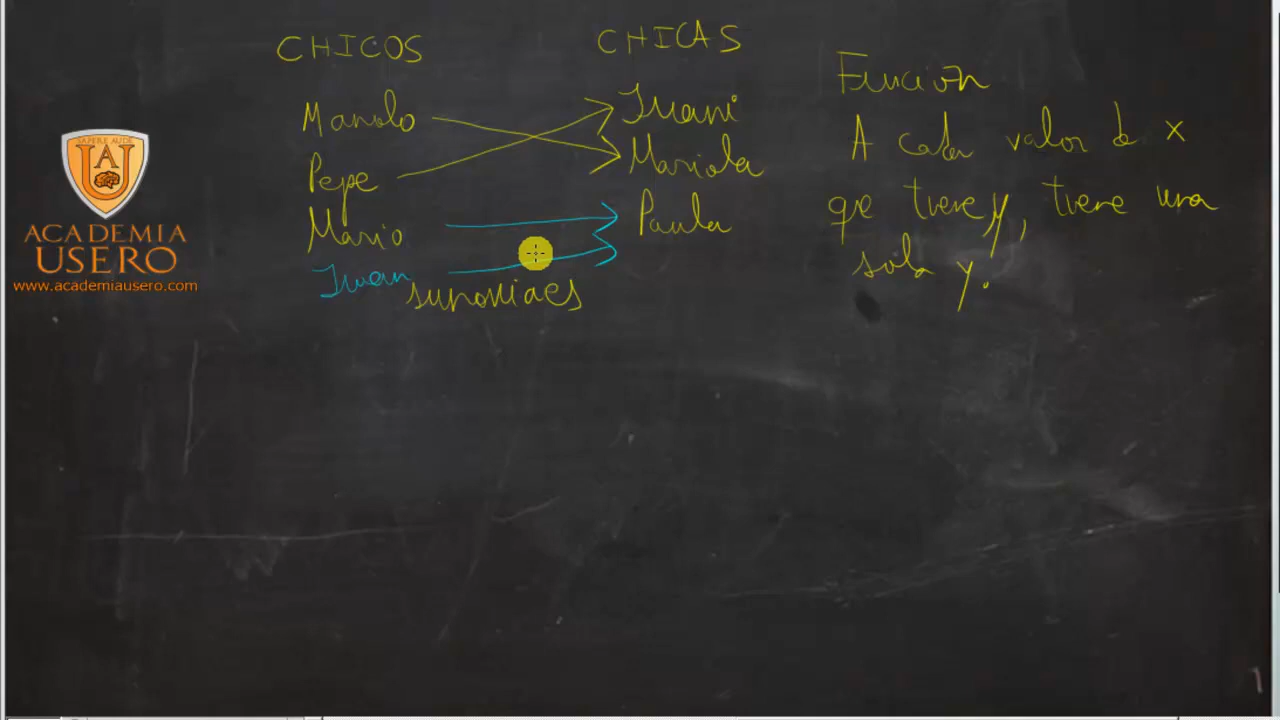 CHICOS
CHICAS
Manolo
Juani
Pepe
Mariola
Mario
Paula
Juan
Función
A cada valor de x
que tiene y, tiene una
sola y.
SAPERE AUDE
UA
ACADEMIA
USERO
www.academiausero.com